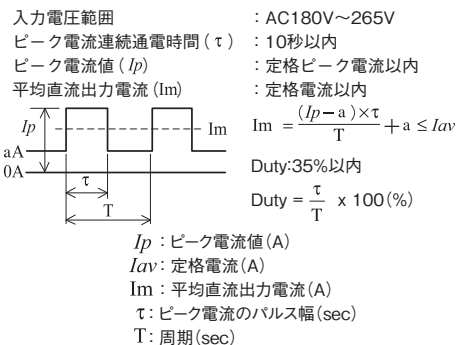 入力電圧範囲 : AC180V～265V
ピーク電流連続通電時間(τ) : 10秒以内
ピーク電流値(Ip) : 定格ピーク電流以内
平均直流出力電流(Im) : 定格電流以内
Ip
Im
aA
0A
τ
T
Im = (Ip－a)×τ / T + a ≤ Iav
Duty:35%以内
Duty = τ / T x 100(%)
Ip : ピーク電流値(A)
Iav : 定格電流(A)
Im : 平均直流出力電流(A)
τ : ピーク電流のパルス幅(sec)
T : 周期(sec)